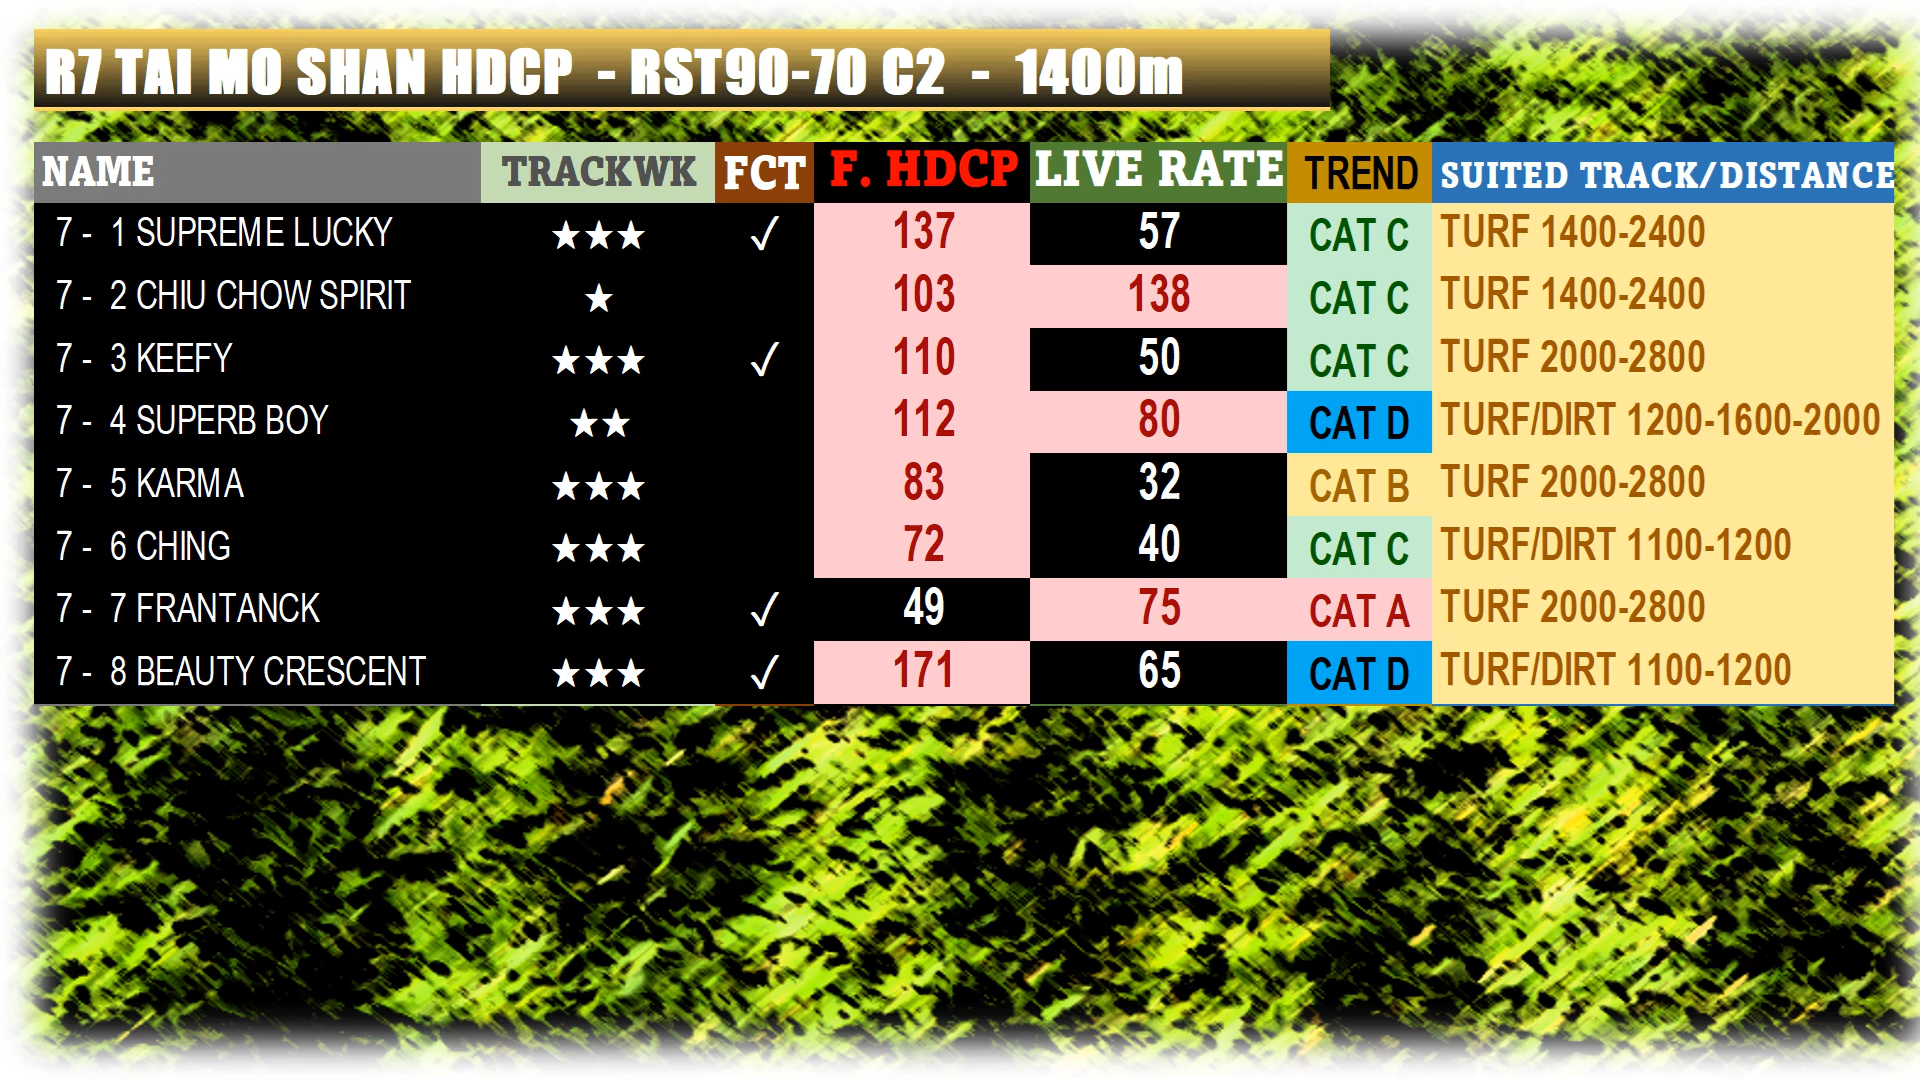 R7 TAI MO SHAN HDCP - RST90-70 C2 - 1400m
NAME TRACKWK FCT F. HDCP LIVE RATE TREND SUITED TRACK/DISTANCE
7 - 1 SUPREME LUCKY ★★★ ✓ 137 57 CAT C TURF 1400-2400
7 - 2 CHIU CHOW SPIRIT ★ 103 138 CAT C TURF 1400-2400
7 - 3 KEEFY ★★★ ✓ 110 50 CAT C TURF 2000-2800
7 - 4 SUPERB BOY ★★ 112 80 CAT D TURF/DIRT 1200-1600-2000
7 - 5 KARMA ★★★ 83 32 CAT B TURF 2000-2800
7 - 6 CHING ★★★ 72 40 CAT C TURF/DIRT 1100-1200
7 - 7 FRANTANCK ★★★ ✓ 49 75 CAT A TURF 2000-2800
7 - 8 BEAUTY CRESCENT ★★★ ✓ 171 65 CAT D TURF/DIRT 1100-1200